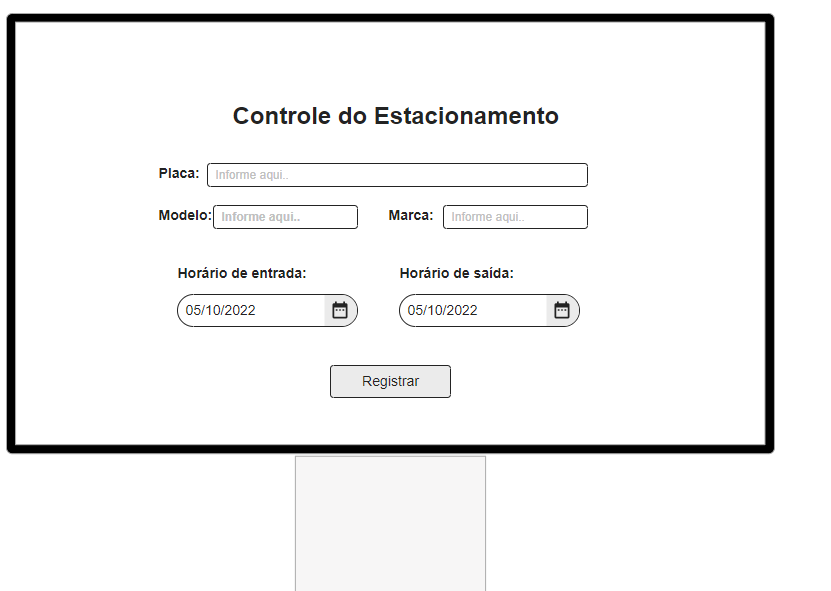 Controle do Estacionamento
Placa: Informe aqui..
Modelo: Informe aqui.. Marca: Informe aqui..
Horário de entrada: Horário de saída:
05/10/2022 05/10/2022
Registrar